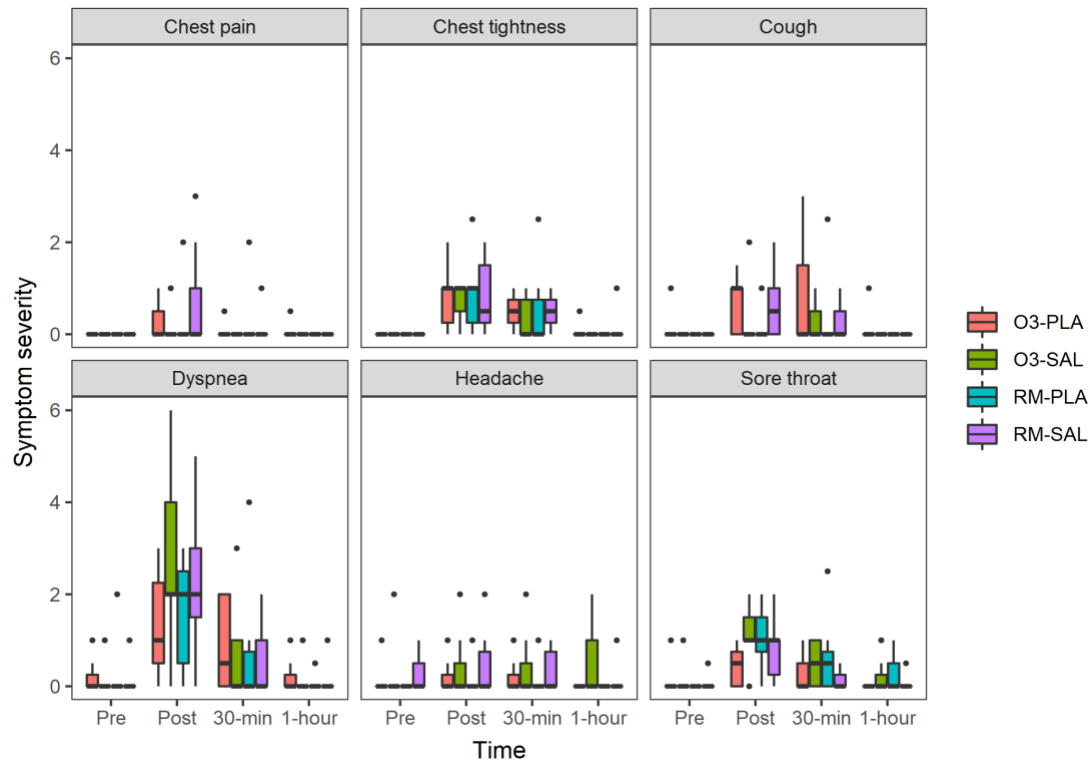 Chest pain Chest tightness Cough
6
4
2
0
Dyspnea Headache Sore throat
6
4
2
0
Symptom severity
Pre Post 30-min 1-hour Pre Post 30-min 1-hour Pre Post 30-min 1-hour
Time
O3-PLA
O3-SAL
RM-PLA
RM-SAL